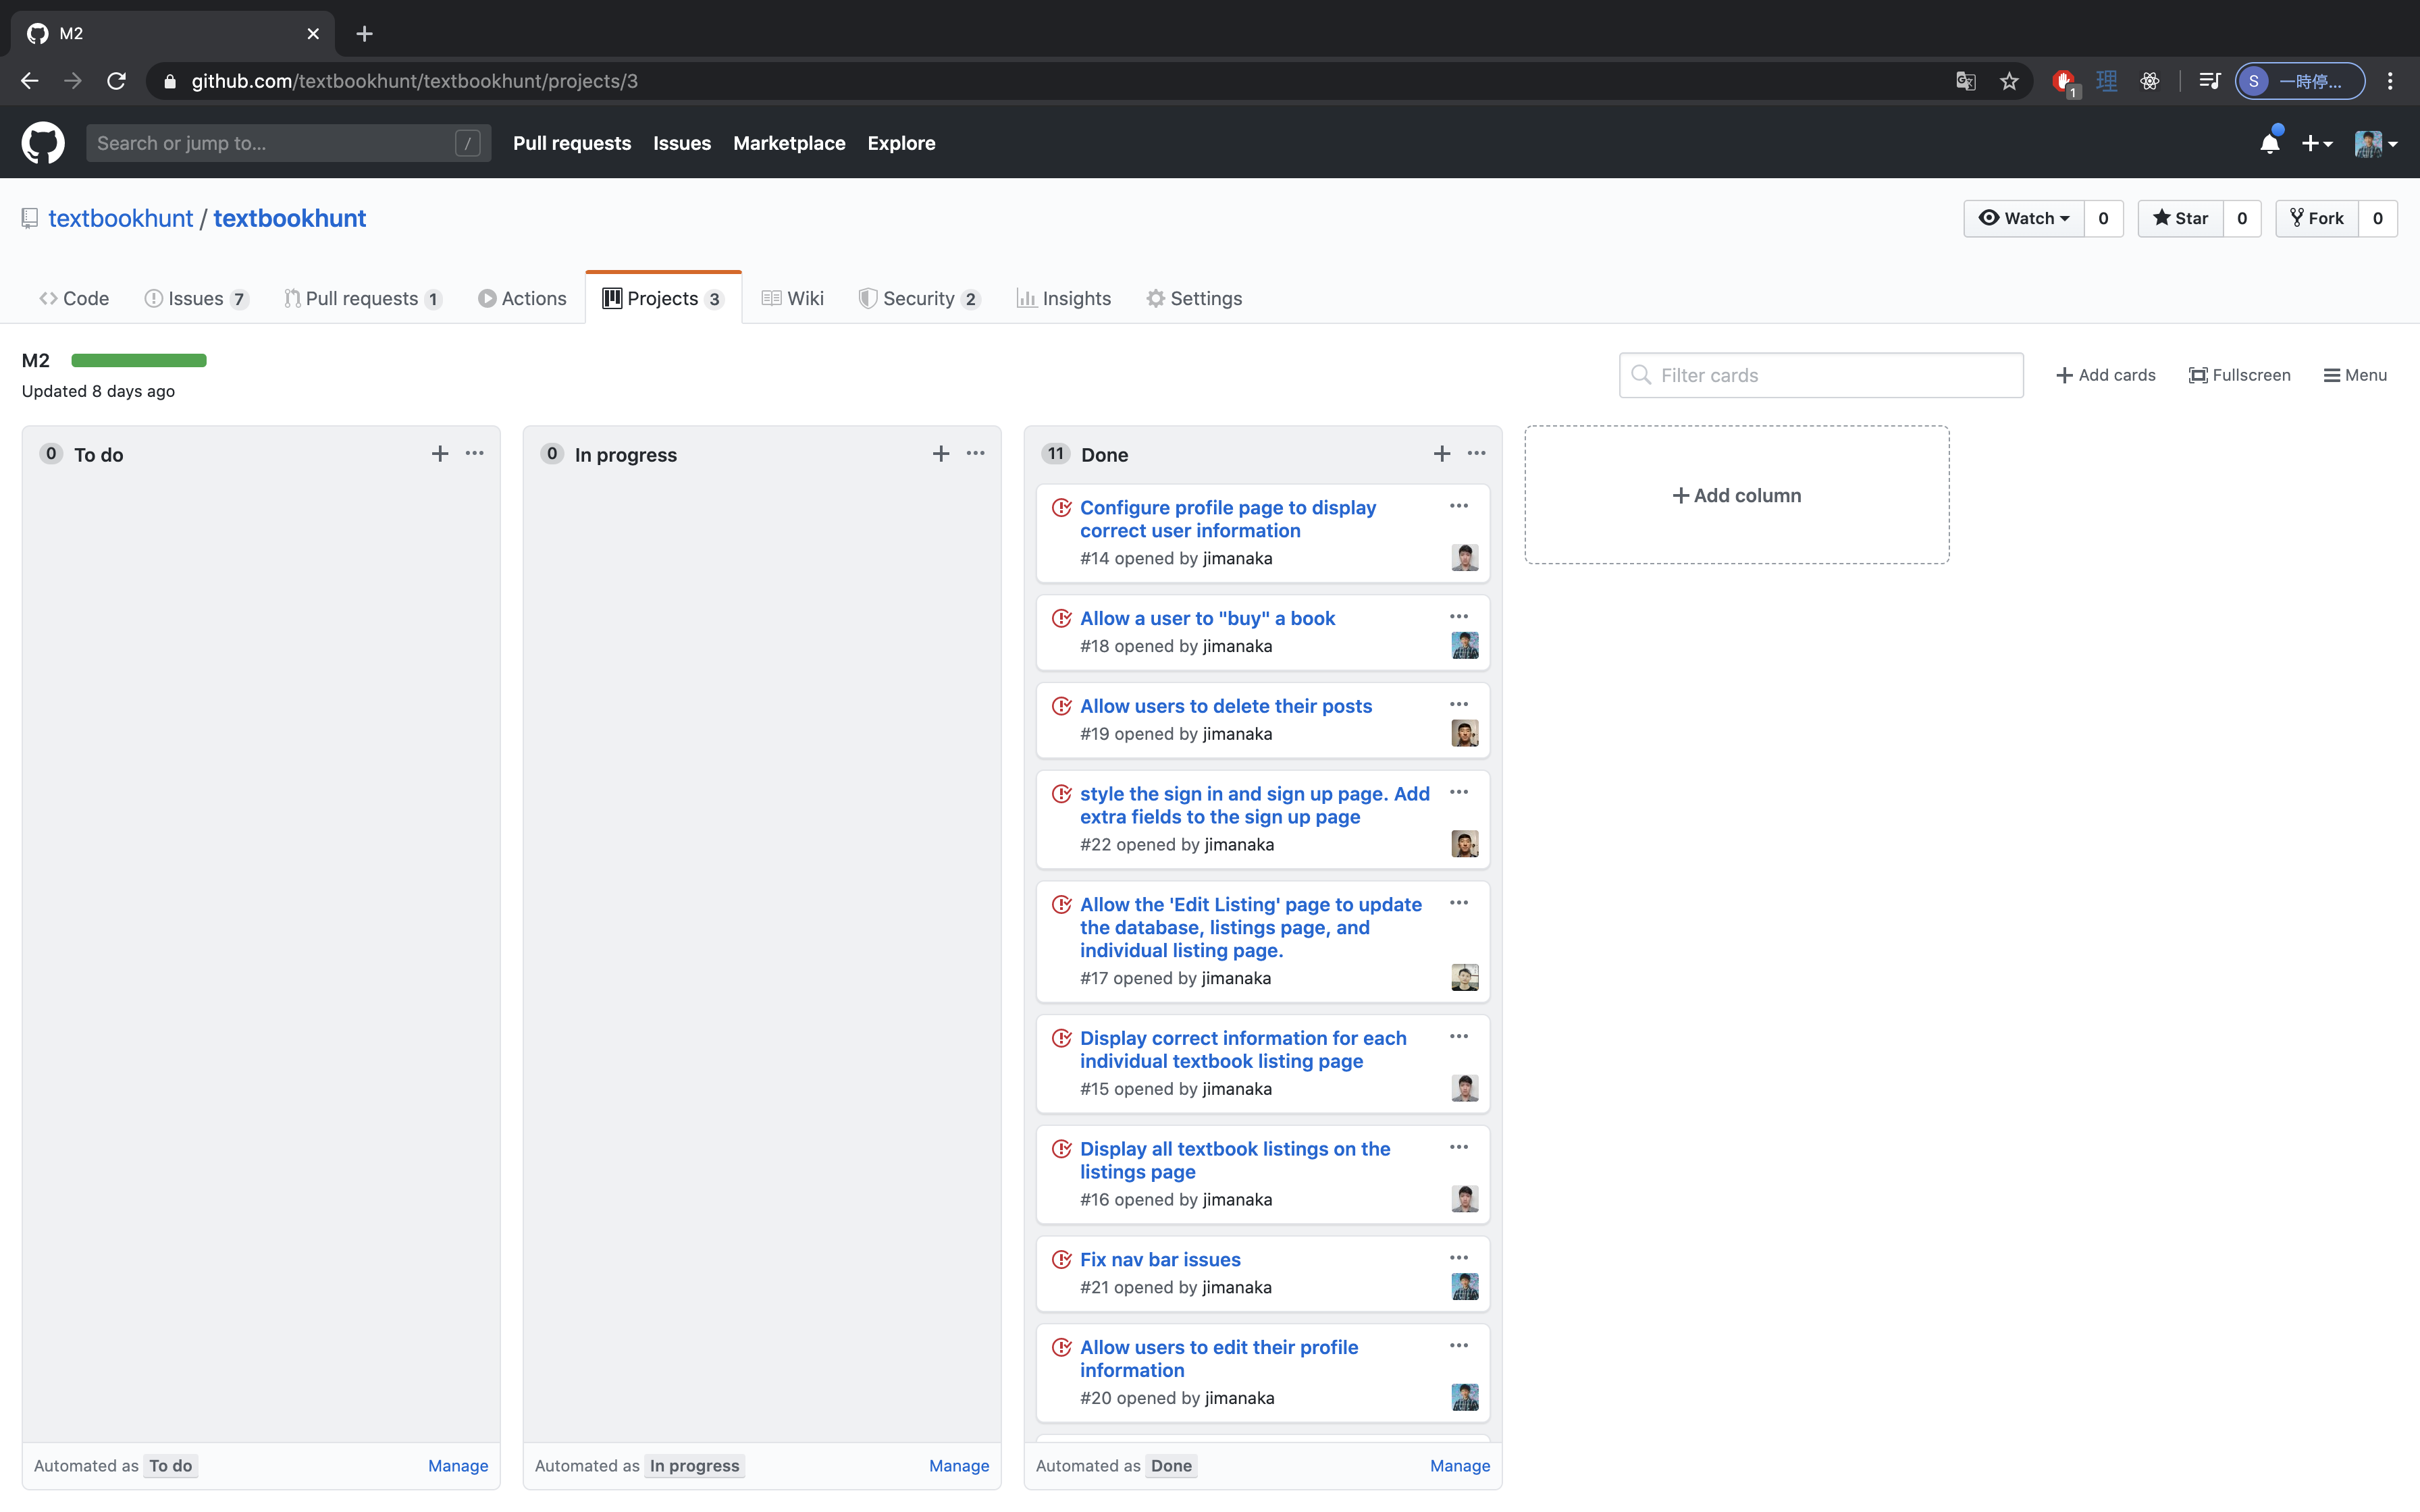 M2
github.com/textbookhunt/textbookhunt/projects/3
1
理
S 一時停...
Search or jump to... /
Pull requests Issues Marketplace Explore
textbookhunt / textbookhunt
Watch 0 Star 0 Fork 0
Code Issues 7 Pull requests 1 Actions Projects 3 Wiki Security 2 Insights Settings
M2
Updated 8 days ago
Filter cards
Add cards Fullscreen Menu
0 To do
Automated as To do Manage
0 In progress
Automated as In progress Manage
11 Done
Configure profile page to display
correct user information
#14 opened by jimanaka
Allow a user to "buy" a book
#18 opened by jimanaka
Allow users to delete their posts
#19 opened by jimanaka
style the sign in and sign up page. Add
extra fields to the sign up page
#22 opened by jimanaka
Allow the 'Edit Listing' page to update
the database, listings page, and
individual listing page.
#17 opened by jimanaka
Display correct information for each
individual textbook listing page
#15 opened by jimanaka
Display all textbook listings on the
listings page
#16 opened by jimanaka
Fix nav bar issues
#21 opened by jimanaka
Allow users to edit their profile
information
#20 opened by jimanaka
Automated as Done Manage
Add column